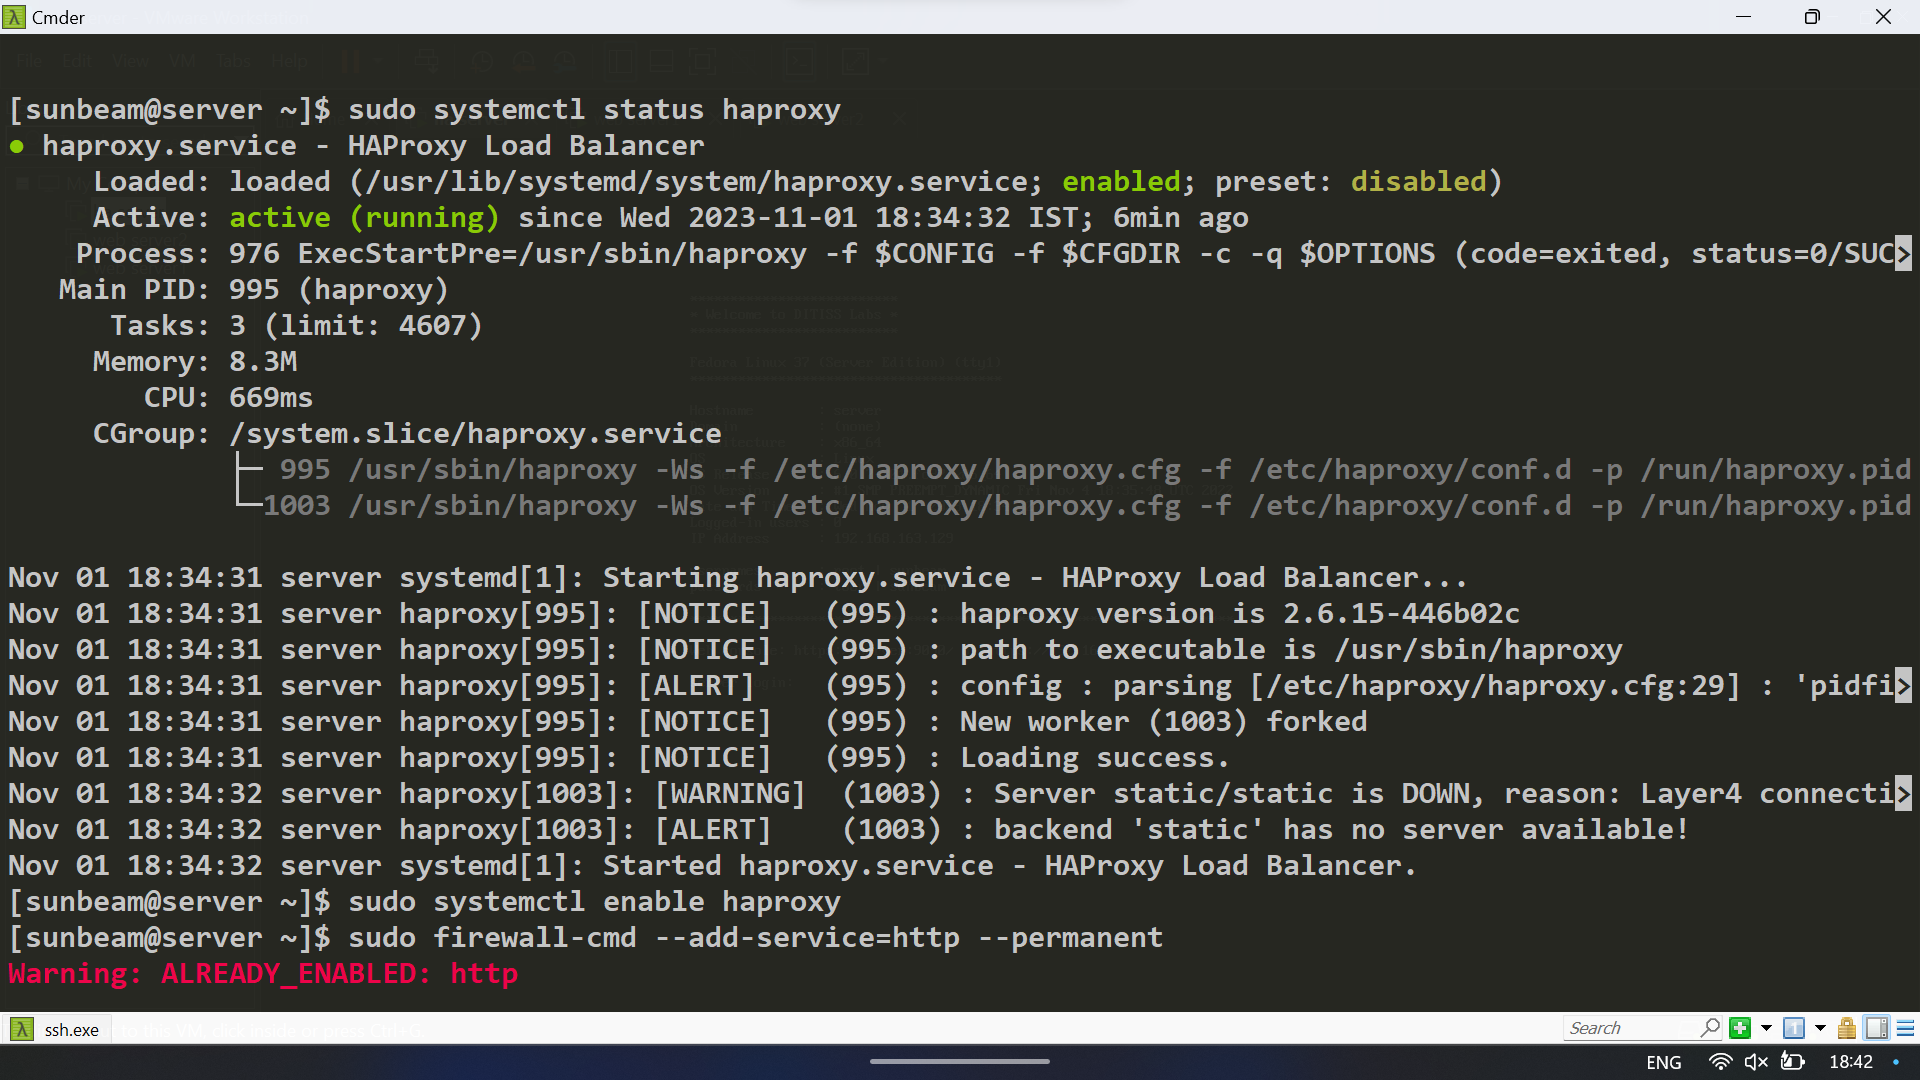 Cmder
[sunbeam@server ~]$ sudo systemctl status haproxy
● haproxy.service - HAProxy Load Balancer
     Loaded: loaded (/usr/lib/systemd/system/haproxy.service; enabled; preset: disabled)
     Active: active (running) since Wed 2023-11-01 18:34:32 IST; 6min ago
    Process: 976 ExecStartPre=/usr/sbin/haproxy -f $CONFIG -f $CFGDIR -c -q $OPTIONS (code=exited, status=0/SUC>
   Main PID: 995 (haproxy)
      Tasks: 3 (limit: 4607)
     Memory: 8.3M
        CPU: 669ms
     CGroup: /system.slice/haproxy.service
             ├─ 995 /usr/sbin/haproxy -Ws -f /etc/haproxy/haproxy.cfg -f /etc/haproxy/conf.d -p /run/haproxy.pid
             └─1003 /usr/sbin/haproxy -Ws -f /etc/haproxy/haproxy.cfg -f /etc/haproxy/conf.d -p /run/haproxy.pid
Nov 01 18:34:31 server systemd[1]: Starting haproxy.service - HAProxy Load Balancer...
Nov 01 18:34:31 server haproxy[995]: [NOTICE]   (995) : haproxy version is 2.6.15-446b02c
Nov 01 18:34:31 server haproxy[995]: [NOTICE]   (995) : path to executable is /usr/sbin/haproxy
Nov 01 18:34:31 server haproxy[995]: [ALERT]    (995) : config : parsing [/etc/haproxy/haproxy.cfg:29] : 'pidfi>
Nov 01 18:34:31 server haproxy[995]: [NOTICE]   (995) : New worker (1003) forked
Nov 01 18:34:31 server haproxy[995]: [NOTICE]   (995) : Loading success.
Nov 01 18:34:32 server haproxy[1003]: [WARNING]  (1003) : Server static/static is DOWN, reason: Layer4 connecti>
Nov 01 18:34:32 server haproxy[1003]: [ALERT]    (1003) : backend 'static' has no server available!
Nov 01 18:34:32 server systemd[1]: Started haproxy.service - HAProxy Load Balancer.
[sunbeam@server ~]$ sudo systemctl enable haproxy
[sunbeam@server ~]$ sudo firewall-cmd --add-service=http --permanent
Warning: ALREADY_ENABLED: http
ssh.exe
Search
ENG
18:42